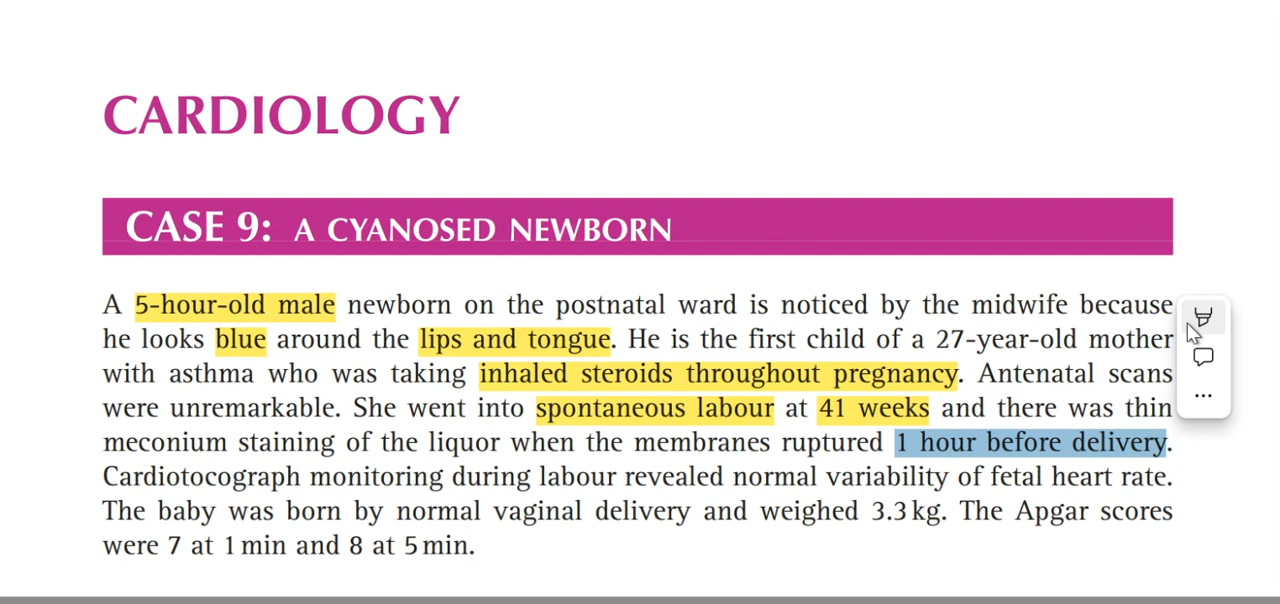 CARDIOLOGY
CASE 9: A CYANOSED NEWBORN
A 5-hour-old male newborn on the postnatal ward is noticed by the midwife because
he looks blue around the lips and tongue. He is the first child of a 27-year-old mother
with asthma who was taking inhaled steroids throughout pregnancy. Antenatal scans
were unremarkable. She went into spontaneous labour at 41 weeks and there was thin
meconium staining of the liquor when the membranes ruptured 1 hour before delivery.
Cardiotocograph monitoring during labour revealed normal variability of fetal heart rate.
The baby was born by normal vaginal delivery and weighed 3.3 kg. The Apgar scores
were 7 at 1 min and 8 at 5 min.